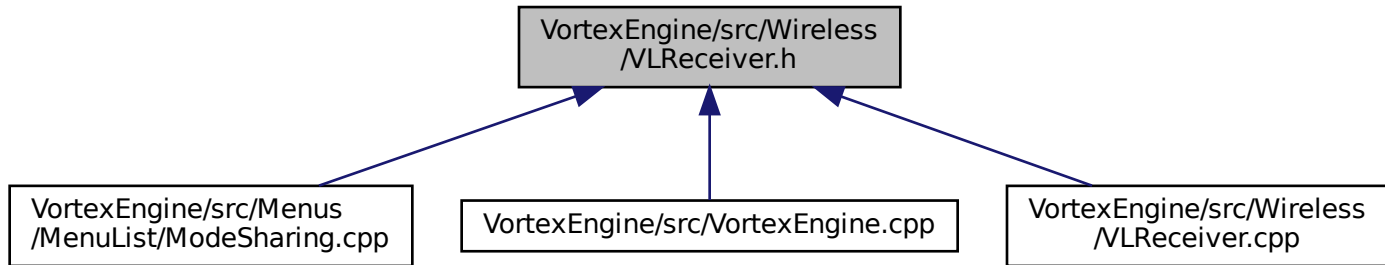 VortexEngine/src/Wireless
/VLReceiver.h
VortexEngine/src/Menus
/MenuList/ModeSharing.cpp
VortexEngine/src/VortexEngine.cpp
VortexEngine/src/Wireless
/VLReceiver.cpp